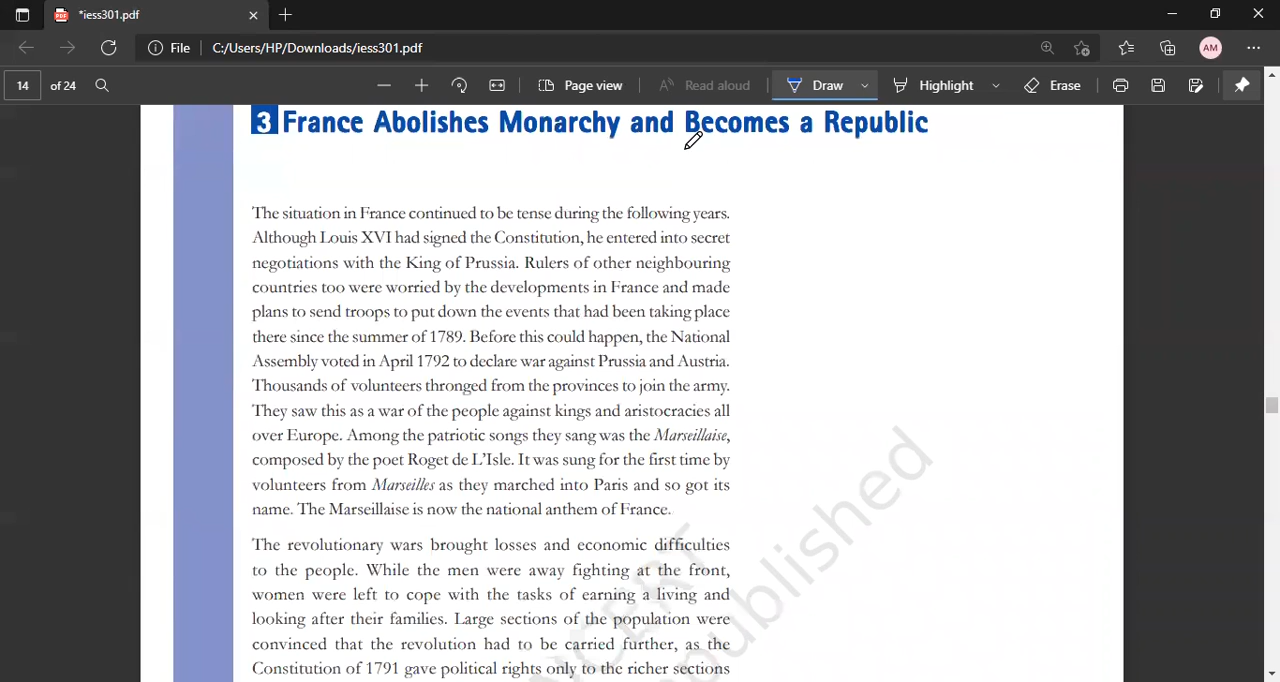 *iess301.pdf
File C:/Users/HP/Downloads/iess301.pdf
AM
14 of 24 Page view Read aloud Draw Highlight Erase
3 France Abolishes Monarchy and Becomes a Republic
The situation in France continued to be tense during the following years.
Although Louis XVI had signed the Constitution, he entered into secret
negotiations with the King of Prussia. Rulers of other neighbouring
countries too were worried by the developments in France and made
plans to send troops to put down the events that had been taking place
there since the summer of 1789. Before this could happen, the National
Assembly voted in April 1792 to declare war against Prussia and Austria.
Thousands of volunteers thronged from the provinces to join the army.
They saw this as a war of the people against kings and aristocracies all
over Europe. Among the patriotic songs they sang was the Marseillaise,
composed by the poet Roget de L’Isle. It was sung for the first time by
volunteers from Marseilles as they marched into Paris and so got its
name. The Marseillaise is now the national anthem of France.
The revolutionary wars brought losses and economic difficulties
to the people. While the men were away fighting at the front,
women were left to cope with the tasks of earning a living and
looking after their families. Large sections of the population were
convinced that the revolution had to be carried further, as the
Constitution of 1791 gave political rights only to the richer sections
NCERT
published